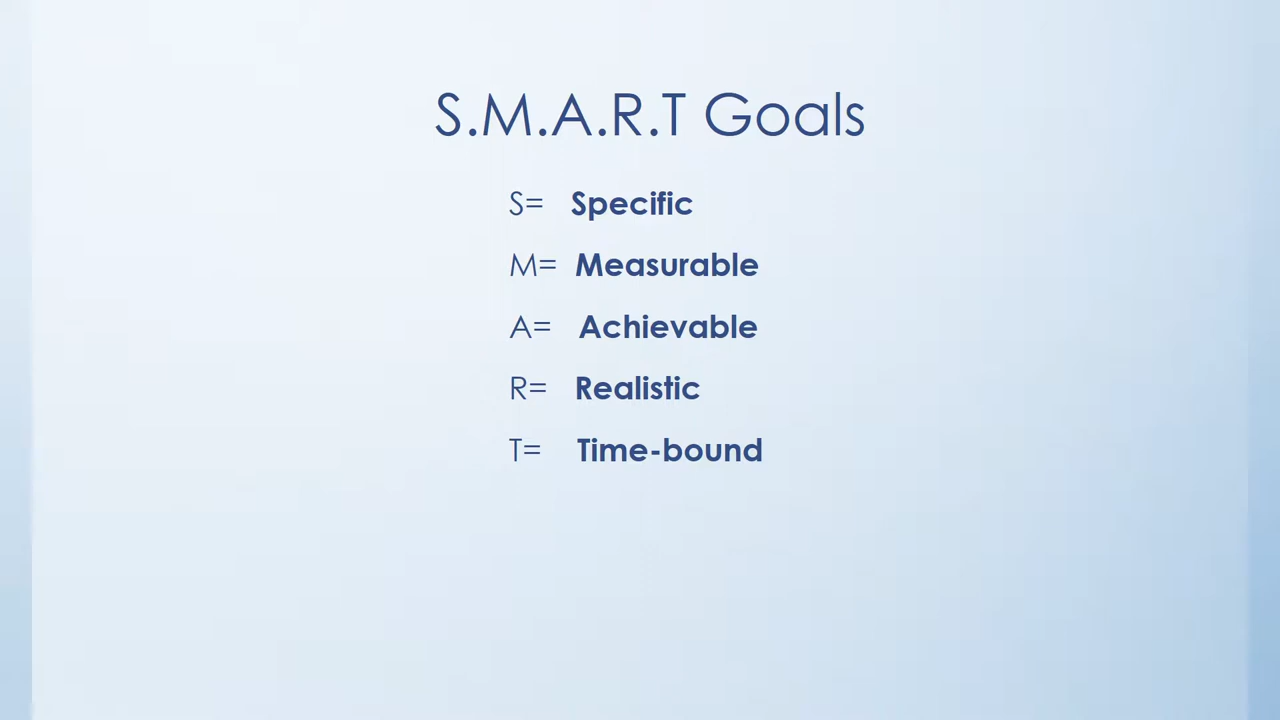 S.M.A.R.T Goals
S= Specific
M= Measurable
A= Achievable
R= Realistic
T= Time-bound